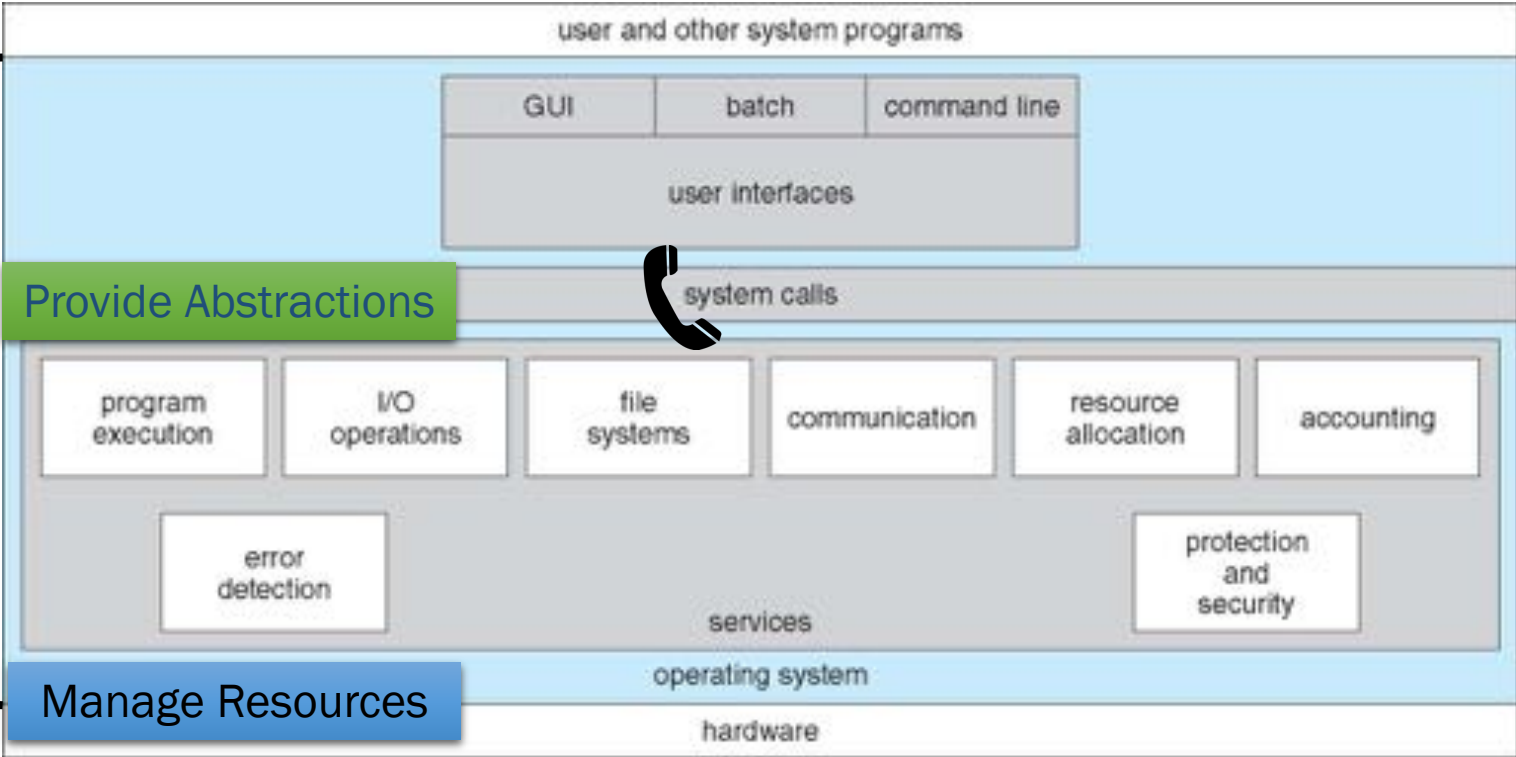 user and other system programs
GUI
batch
command line
user interfaces
Provide Abstractions
system calls
program
execution
I/O
operations
file
systems
communication
resource
allocation
accounting
error
detection
protection
and
security
services
operating system
Manage Resources
hardware